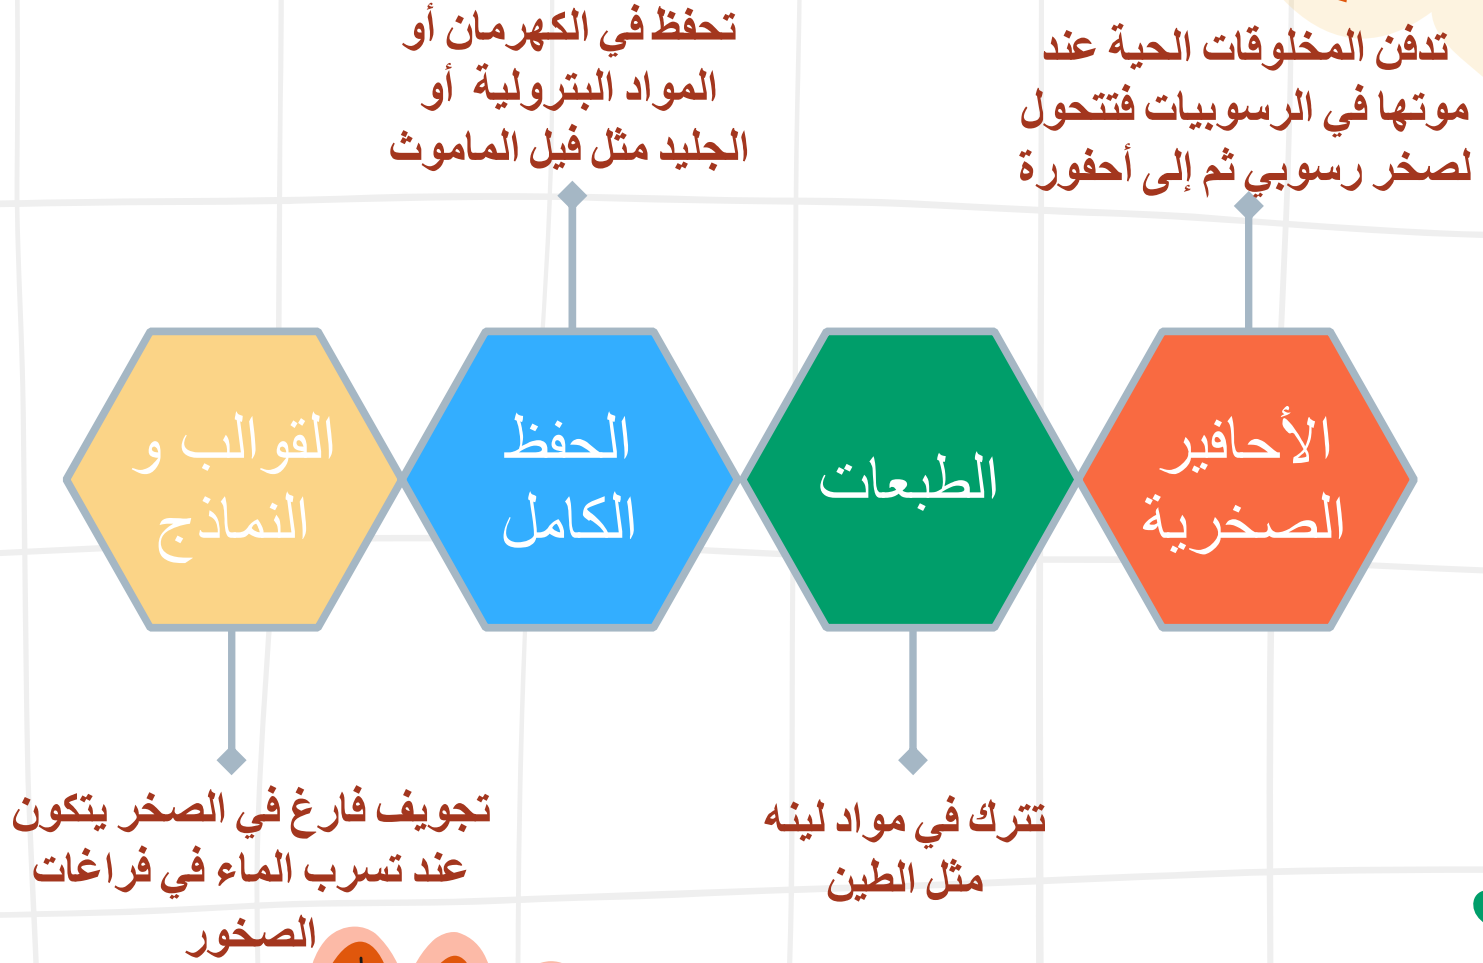 تدفن المخلوقات الحية عند
موتها في الرسوبيات فتتحول
لصخر رسوبي ثم إلى أحفورة
تحفظ في الكهرمان أو
المواد البترولية أو
الجليد مثل فيل الماموث
الأحافير
الصخرية
الطبعات
الحفظ
الكامل
القوالب و
النماذج
تترك في مواد لينه
مثل الطين
تجويف فارغ في الصخر يتكون
عند تسرب الماء في فراغات
الصخور